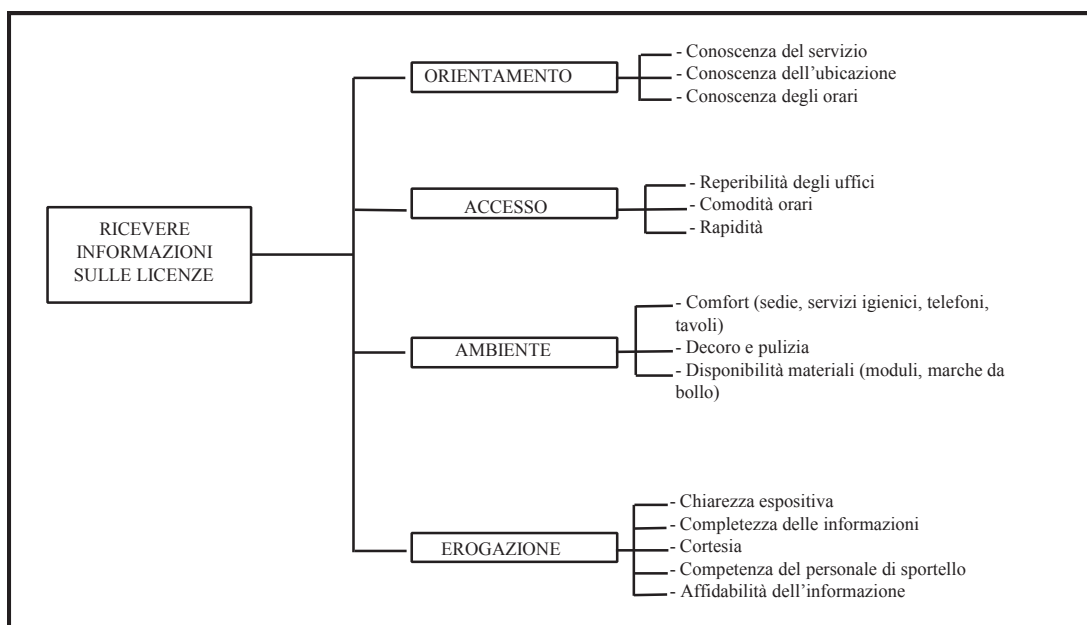 RICEVERE
INFORMAZIONI
SULLE LICENZE
ORIENTAMENTO
- Conoscenza del servizio
- Conoscenza dell’ubicazione
- Conoscenza degli orari
ACCESSO
- Reperibilità degli uffici
- Comodità orari
- Rapidità
AMBIENTE
- Comfort (sedie, servizi igienici, telefoni,
tavoli)
- Decoro e pulizia
- Disponibilità materiali (moduli, marche da
bollo)
EROGAZIONE
- Chiarezza espositiva
- Completezza delle informazioni
- Cortesia
- Competenza del personale di sportello
- Affidabilità dell’informazione